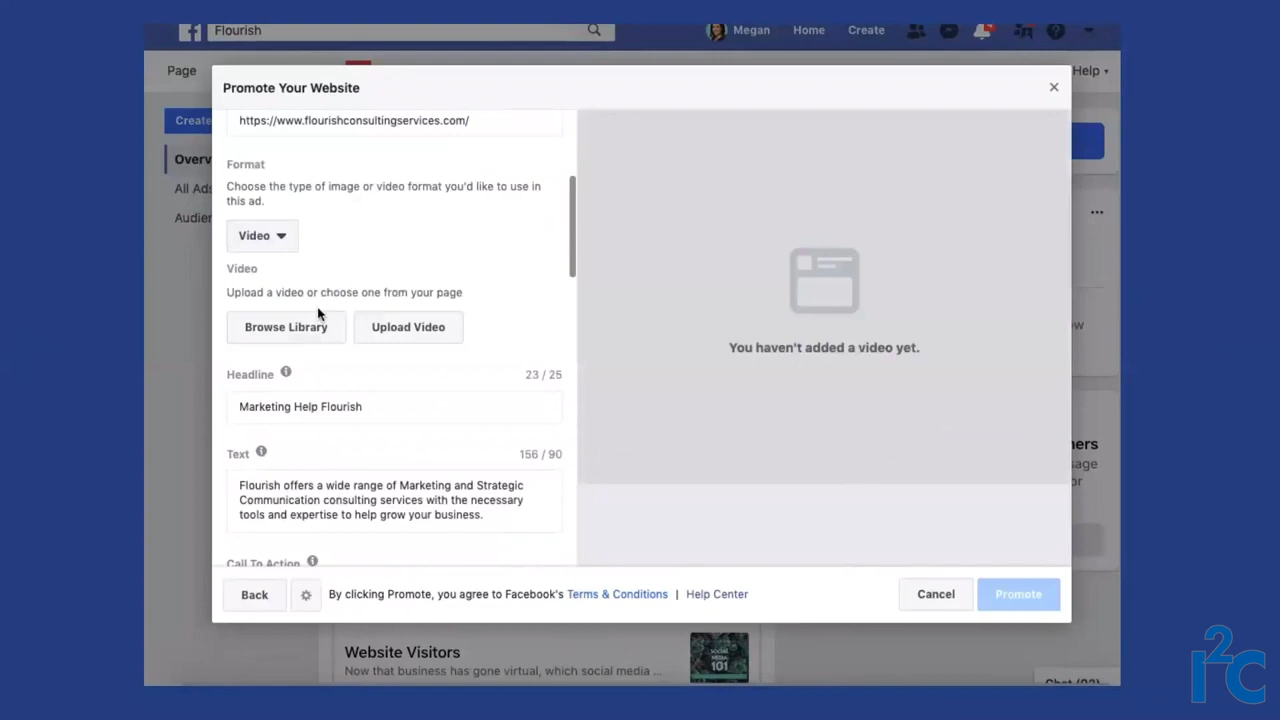 Flourish
Megan
Home
Create
Page
Help
Promote Your Website
https://www.flourishconsultingservices.com/
Create
Overv
All Ads
Audien
Format
Choose the type of image or video format you'd like to use in
this ad.
Video
Video
Upload a video or choose one from your page
Browse Library
Upload Video
You haven't added a video yet.
Headline
23 / 25
Marketing Help Flourish
Text
156 / 90
Flourish offers a wide range of Marketing and Strategic
Communication consulting services with the necessary
tools and expertise to help grow your business.
Call To Action
ow
ners
sage
or
Back
By clicking Promote, you agree to Facebook's Terms & Conditions | Help Center
Cancel
Promote
Website Visitors
Now that business has gone virtual, which social media ...
SOCIAL
MEDIA
101
i2c